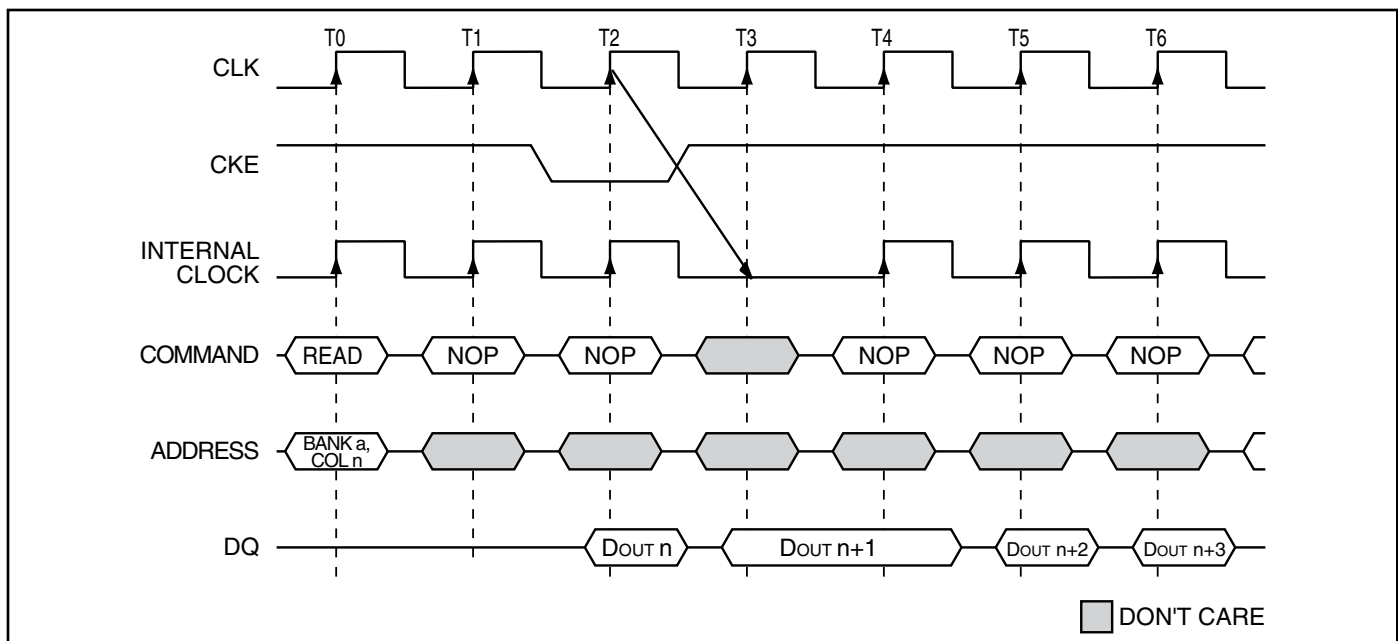 T0 T1 T2 T3 T4 T5 T6
CLK
CKE
INTERNAL
CLOCK
COMMAND READ NOP NOP NOP NOP NOP
ADDRESS BANK a,
COL n
DQ DOUT n DOUT n+1 DOUT n+2 DOUT n+3
DON'T CARE